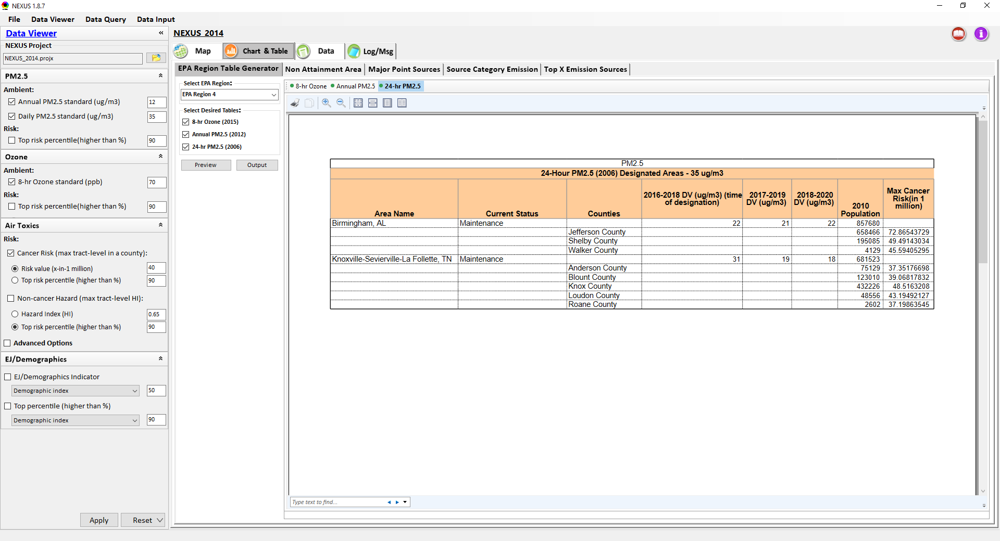 NEXUS 1.8.7
File Data Viewer Data Query Data Input
Data Viewer «
NEXUS Project
NEXUS_2014.projx
PM2.5
Ambient:
Annual PM2.5 standard (ug/m3) 12
Daily PM2.5 standard (ug/m3) 35
Risk:
Top risk percentile(higher than %) 90
Ozone
Ambient:
8-hr Ozone standard (ppb) 70
Risk:
Top risk percentile(higher than %) 90
Air Toxics
Risk:
Cancer Risk (max tract-level in a county):
Risk value (x-in-1 million) 40
Top risk percentile (higher than %) 90
Non-cancer Hazard (max tract-level HI):
Hazard Index (HI) 0.65
Top risk percentile (higher than %) 90
Advanced Options
EJ/Demographics
EJ/Demographics Indicator
Demographic index 50
Top percentile (higher than %)
Demographic index 90
Apply Reset
NEXUS_2014
Map Chart & Table Data Log/Msg
EPA Region Table Generator Non Attainment Area Major Point Sources Source Category Emission Top X Emission Sources
Select EPA Region:
EPA Region 4
Select Desired Tables:
8-hr Ozone (2015)
Annual PM2.5 (2012)
24-hr PM2.5 (2006)
Preview Output
8-hr Ozone Annual PM2.5 24-hr PM2.5
PM2.5
24-Hour PM2.5 (2006) Designated Areas - 35 ug/m3
Area Name Current Status Counties 2016-2018 DV (ug/m3) (time of designation) 2017-2019 DV (ug/m3) 2018-2020 DV (ug/m3) 2010 Population Max Cancer Risk(in 1 million)
Birmingham, AL Maintenance 22 21 22 857680
Jefferson County 658466 72.86543729
Shelby County 195085 49.49143034
Walker County 4129 45.59405295
Knoxville-Sevierville-La Follette, TN Maintenance 31 19 18 681523
Anderson County 75129 37.35176698
Blount County 123010 39.06817832
Knox County 432226 48.5163208
Loudon County 48556 43.19492127
Roane County 2602 37.19863545
Type text to find...